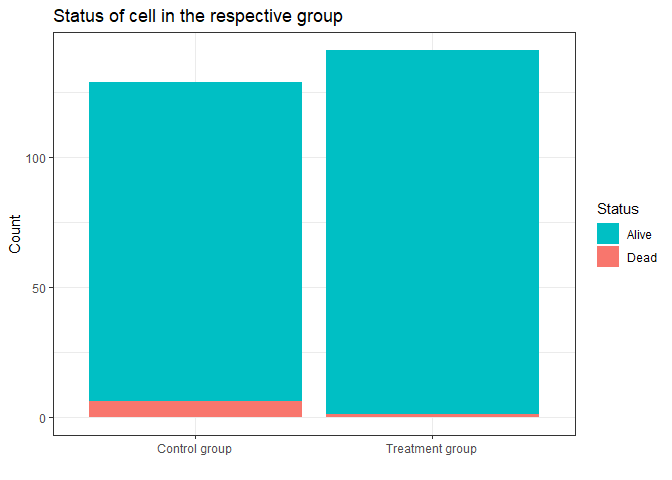 Status of cell in the respective group
Count
100
50
0
Control group
Treatment group
Status
Alive
Dead